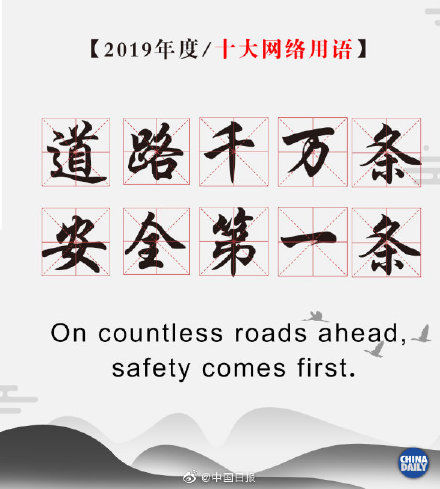 【2019年度/十大网络用语】
道路千万条
安全第一条
On countless roads ahead,
safety comes first.
CHINA
DAILY
@中国日报